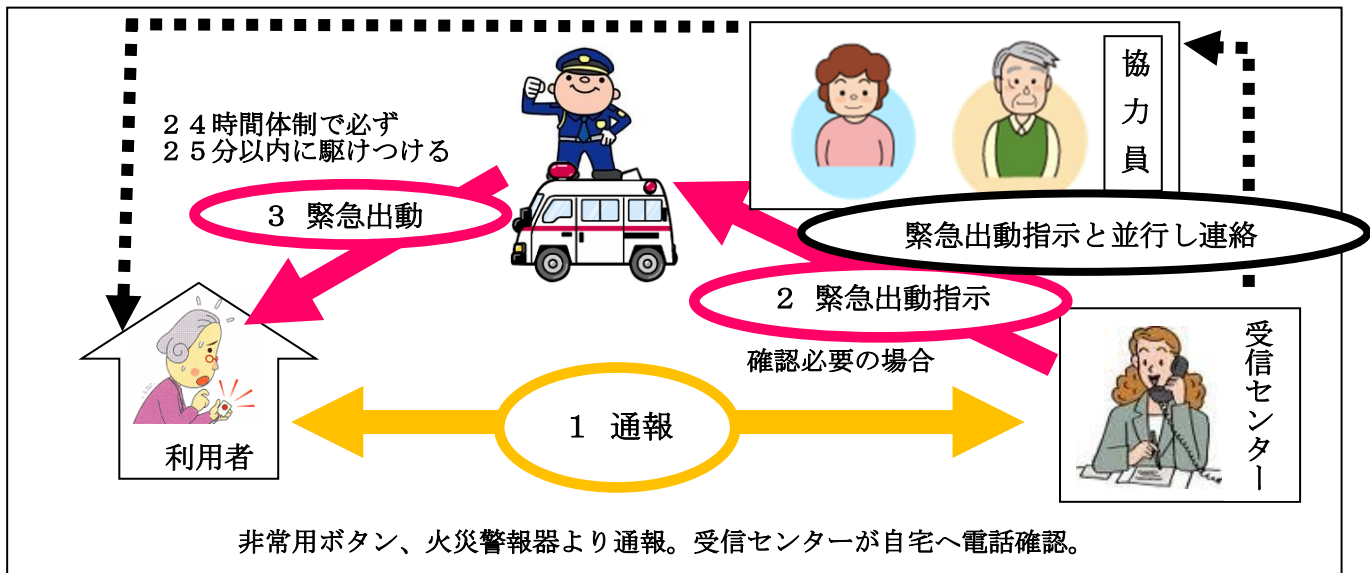 協力員
２４時間体制で必ず
２５分以内に駆けつける
３ 緊急出動
緊急出動指示と並行し連絡
２ 緊急出動指示
確認必要の場合
受信センター
１ 通報
利用者
非常用ボタン、火災警報器より通報。受信センターが自宅へ電話確認。